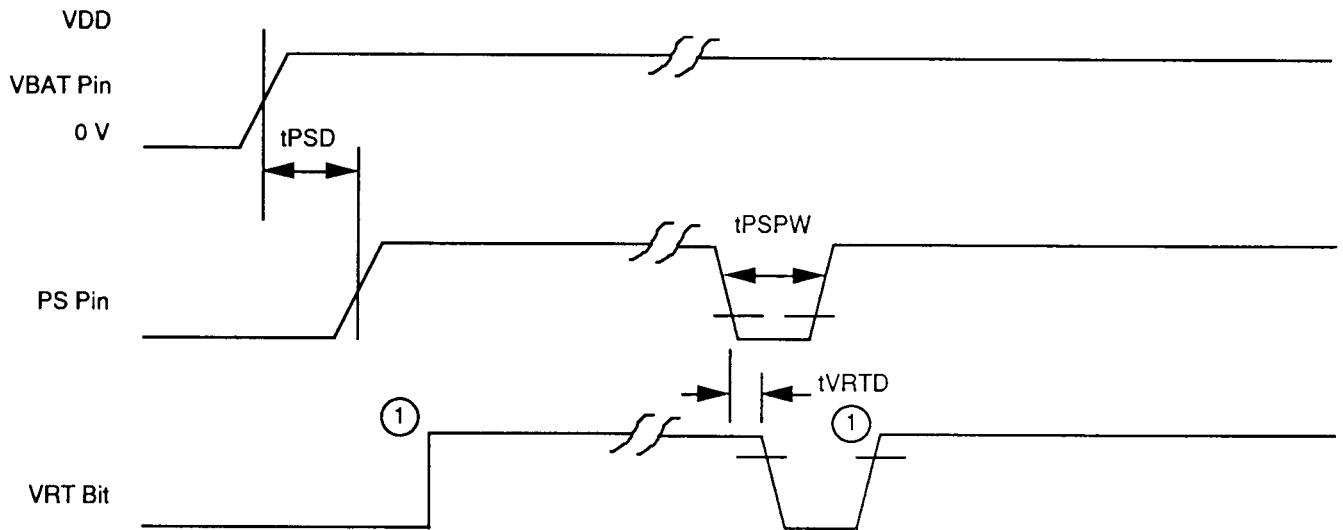 VDD
VBAT Pin
0 V
tPSD
tPSPW
PS Pin
tVRTD
1
1
VRT Bit